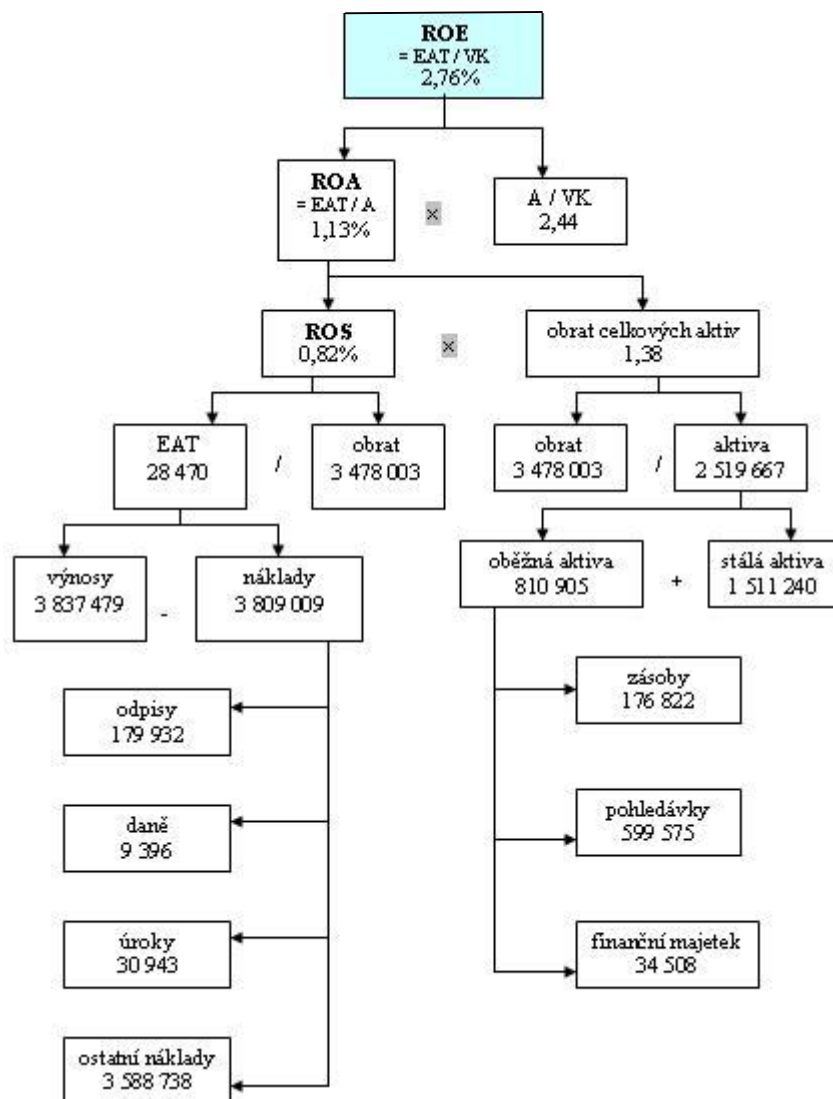 ROE
= EAT / VK
2,76%
ROA
= EAT / A
1,13%
×
A / VK
2,44
ROS
0,82%
×
obrat celkových aktiv
1,38
EAT
28 470
/
obrat
3 478 003
obrat
3 478 003
/
aktiva
2 519 667
výnosy
3 837 479
-
náklady
3 809 009
oběžná aktiva
810 905
+
stálá aktiva
1 511 240
odpisy
179 932
daně
9 396
úroky
30 943
ostatní náklady
3 588 738
zásoby
176 822
pohledávky
599 575
finanční majetek
34 508